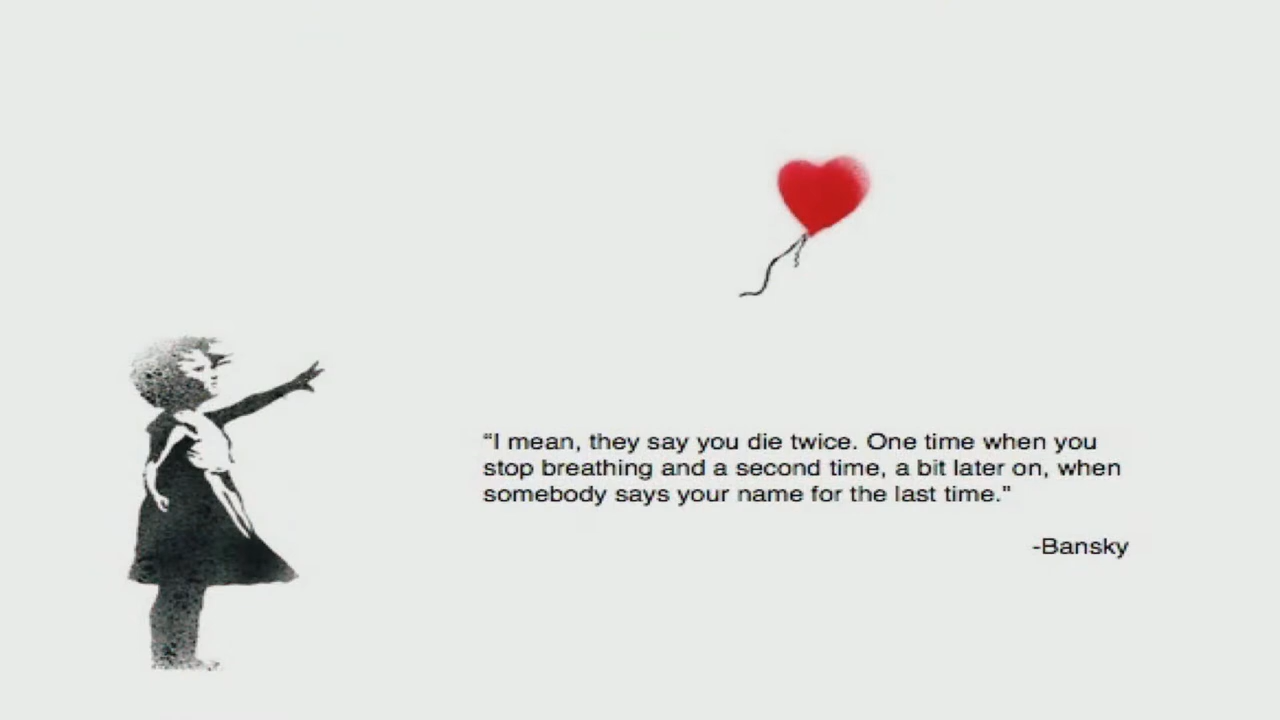 “I mean, they say you die twice. One time when you
stop breathing and a second time, a bit later on, when
somebody says your name for the last time."
-Bansky